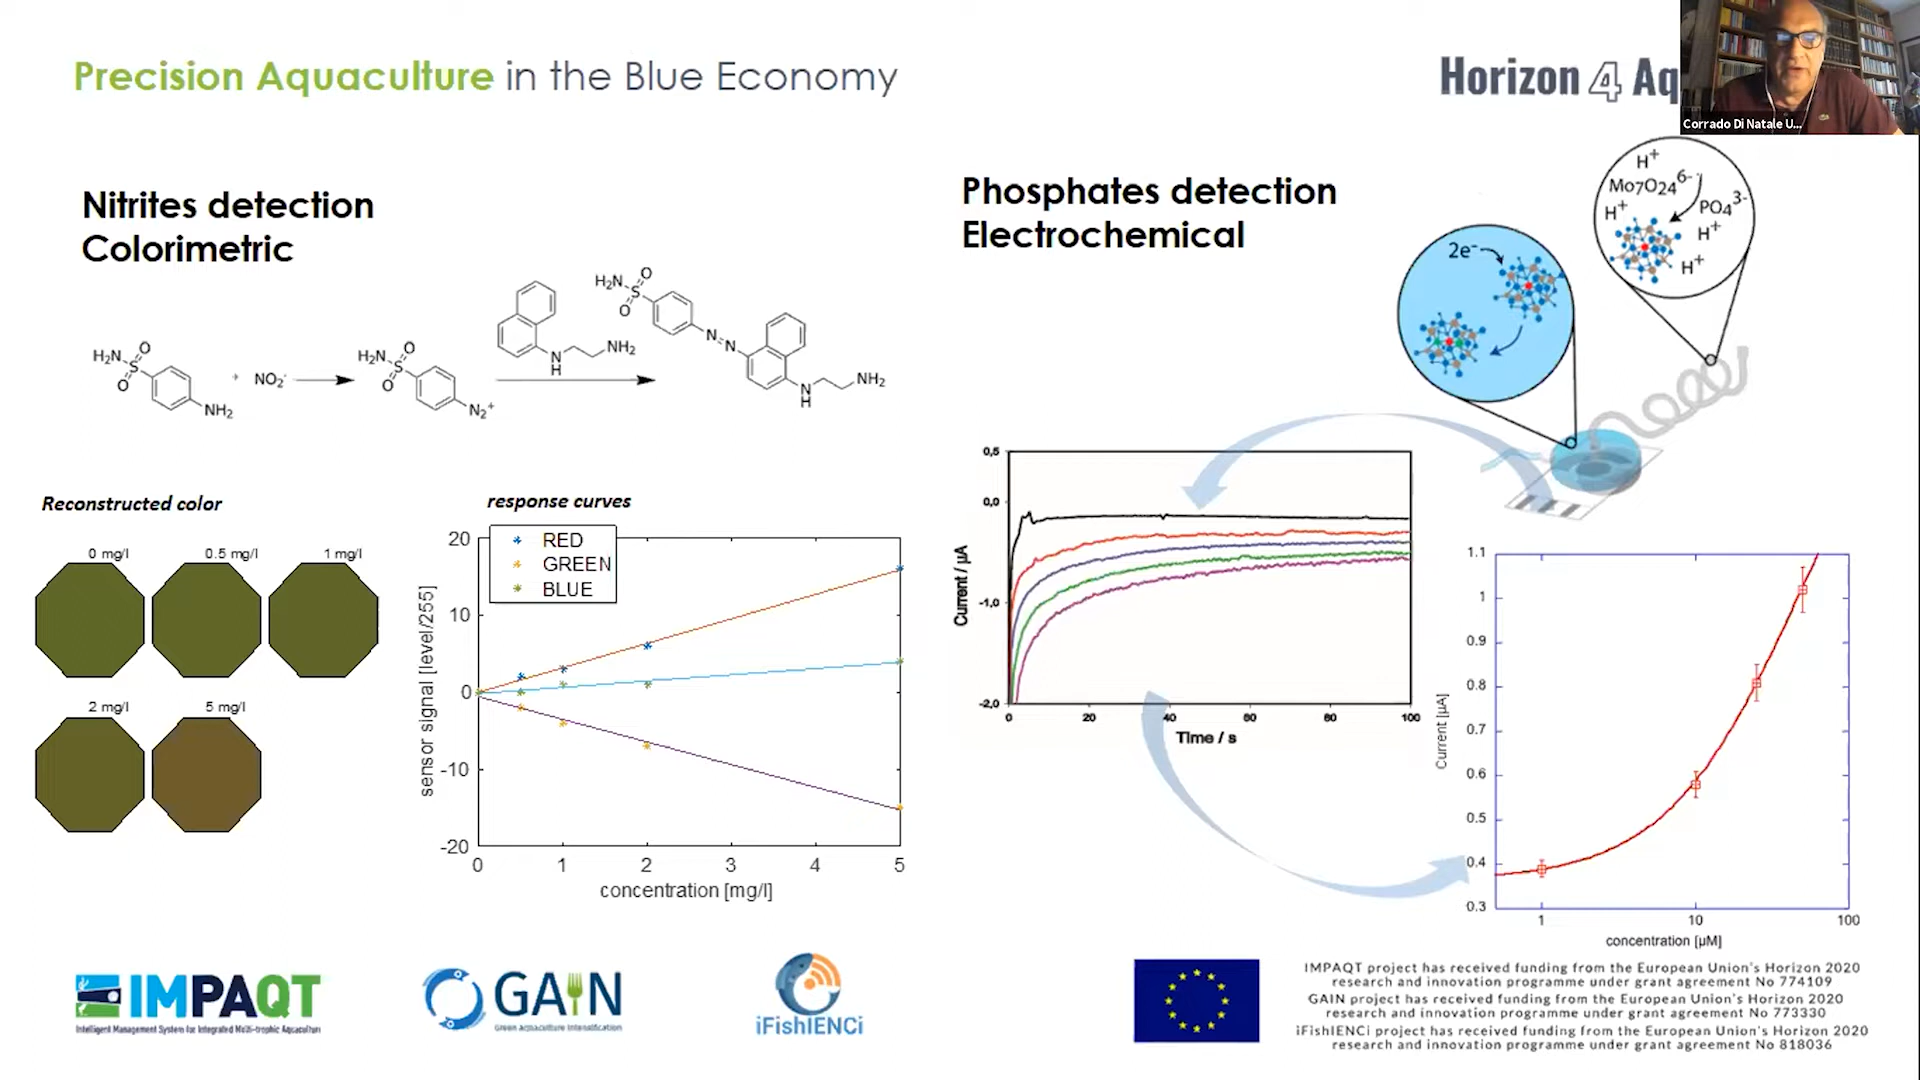 Precision Aquaculture in the Blue Economy
Horizon 4 Aq
Corrado Di Natale U...
Nitrites detection
Colorimetric
H₂N
O
S
O
NH₂
+
NO₂⁻
H₂N
O
S
O
N₂⁺
N
H
NH₂
H₂N
O
S
O
N
N
N
H
NH₂
Phosphates detection
Electrochemical
2e⁻
H⁺
Mo7O24⁶⁻
H⁺
PO4³⁻
H⁺
H⁺
Reconstructed color
0 mg/l
0.5 mg/l
1 mg/l
2 mg/l
5 mg/l
response curves
RED
GREEN
BLUE
20
10
0
-10
-20
sensor signal [level/255]
0
1
2
3
4
5
concentration [mg/l]
0,5
0,0
-1,0
-2,0
Current / µA
0
20
40
60
80
100
Time / s
1.1
1
0.9
0.8
0.7
0.6
0.5
0.4
0.3
Current [µA]
1
10
100
concentration [µM]
IMPAQT
Intelligent Management System for Integrated Multi-trophic Aquaculture
GAIN
Green Aquaculture Intensification
iFishIENCi
IMPAQT project has received funding from the European Union's Horizon 2020
research and innovation programme under grant agreement No 774109
GAIN project has received funding from the European Union's Horizon 2020
research and innovation programme under grant agreement No 773330
iFishIENCi project has received funding from the European Union's Horizon 2020
research and innovation programme under grant agreement No 818036